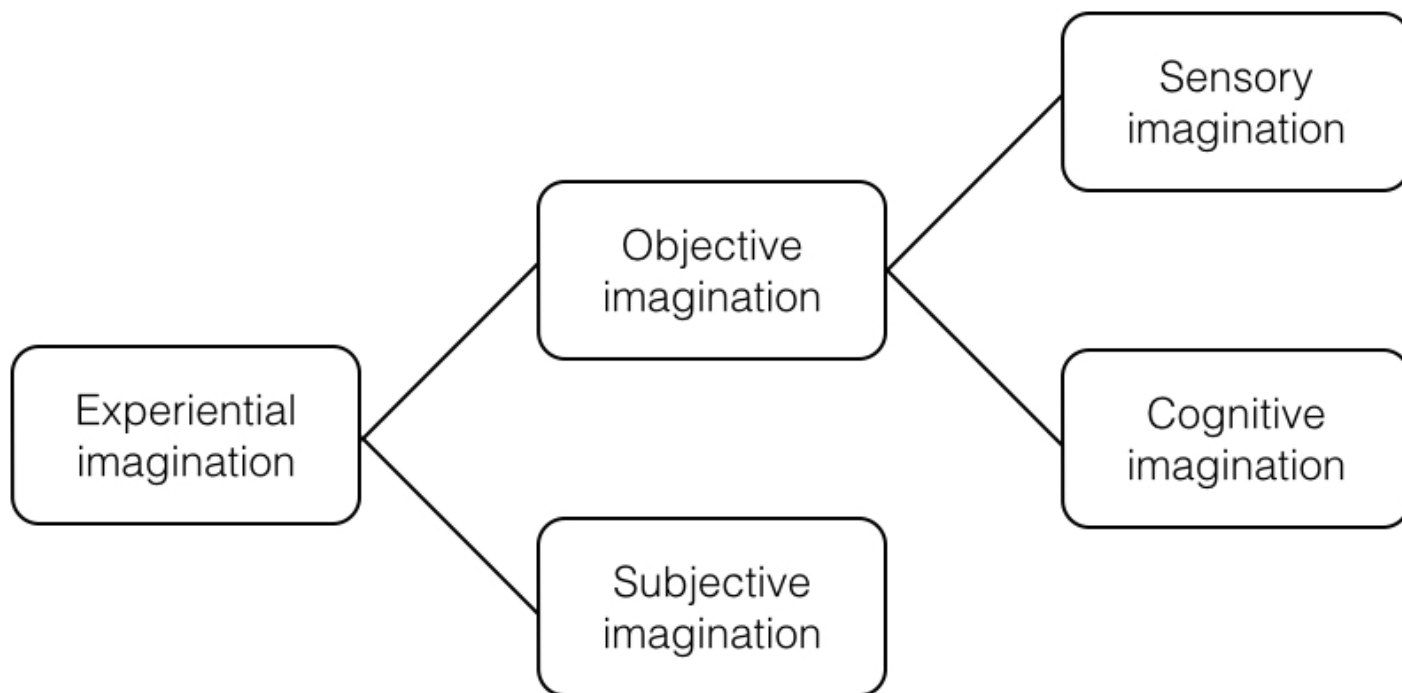 Experiential
imagination
Objective
imagination
Subjective
imagination
Sensory
imagination
Cognitive
imagination